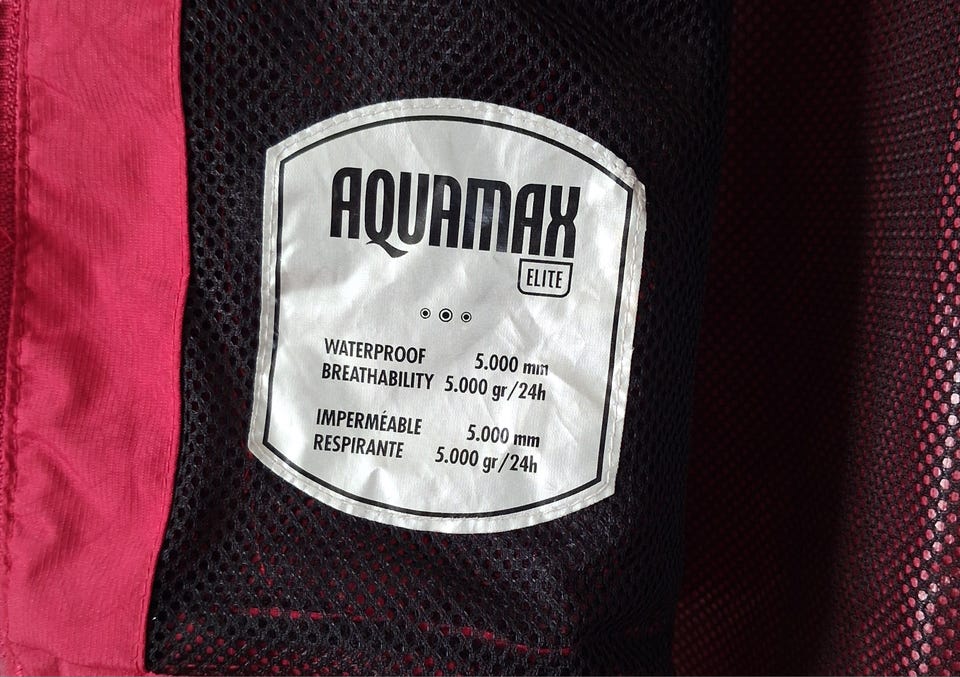 AQUAMAX
ELITE
WATERPROOF 5.000 mm
BREATHABILITY 5.000 gr/24h
IMPERMÉABLE 5.000 mm
RESPIRANTE 5.000 gr/24h